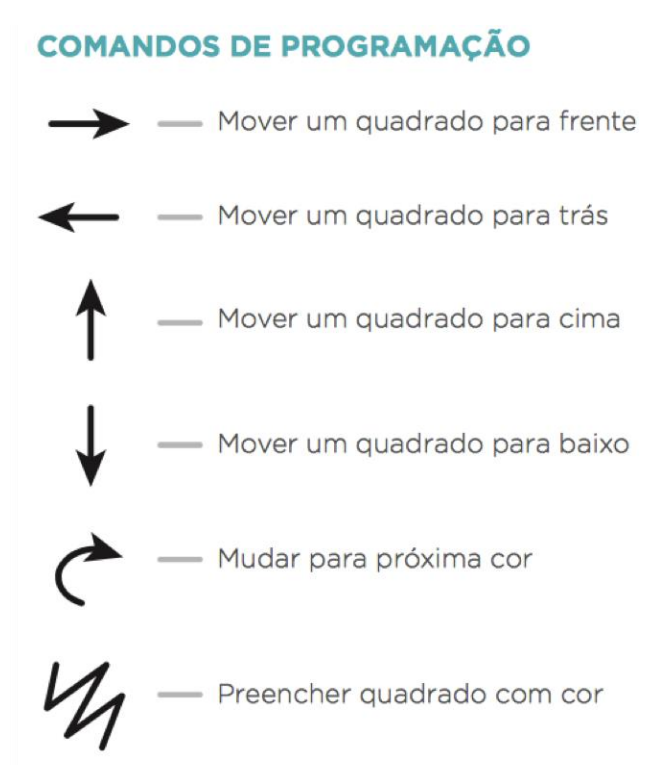 COMANDOS DE PROGRAMAÇÃO
Mover um quadrado para frente
Mover um quadrado para trás
Mover um quadrado para cima
Mover um quadrado para baixo
Mudar para próxima cor
Preencher quadrado com cor